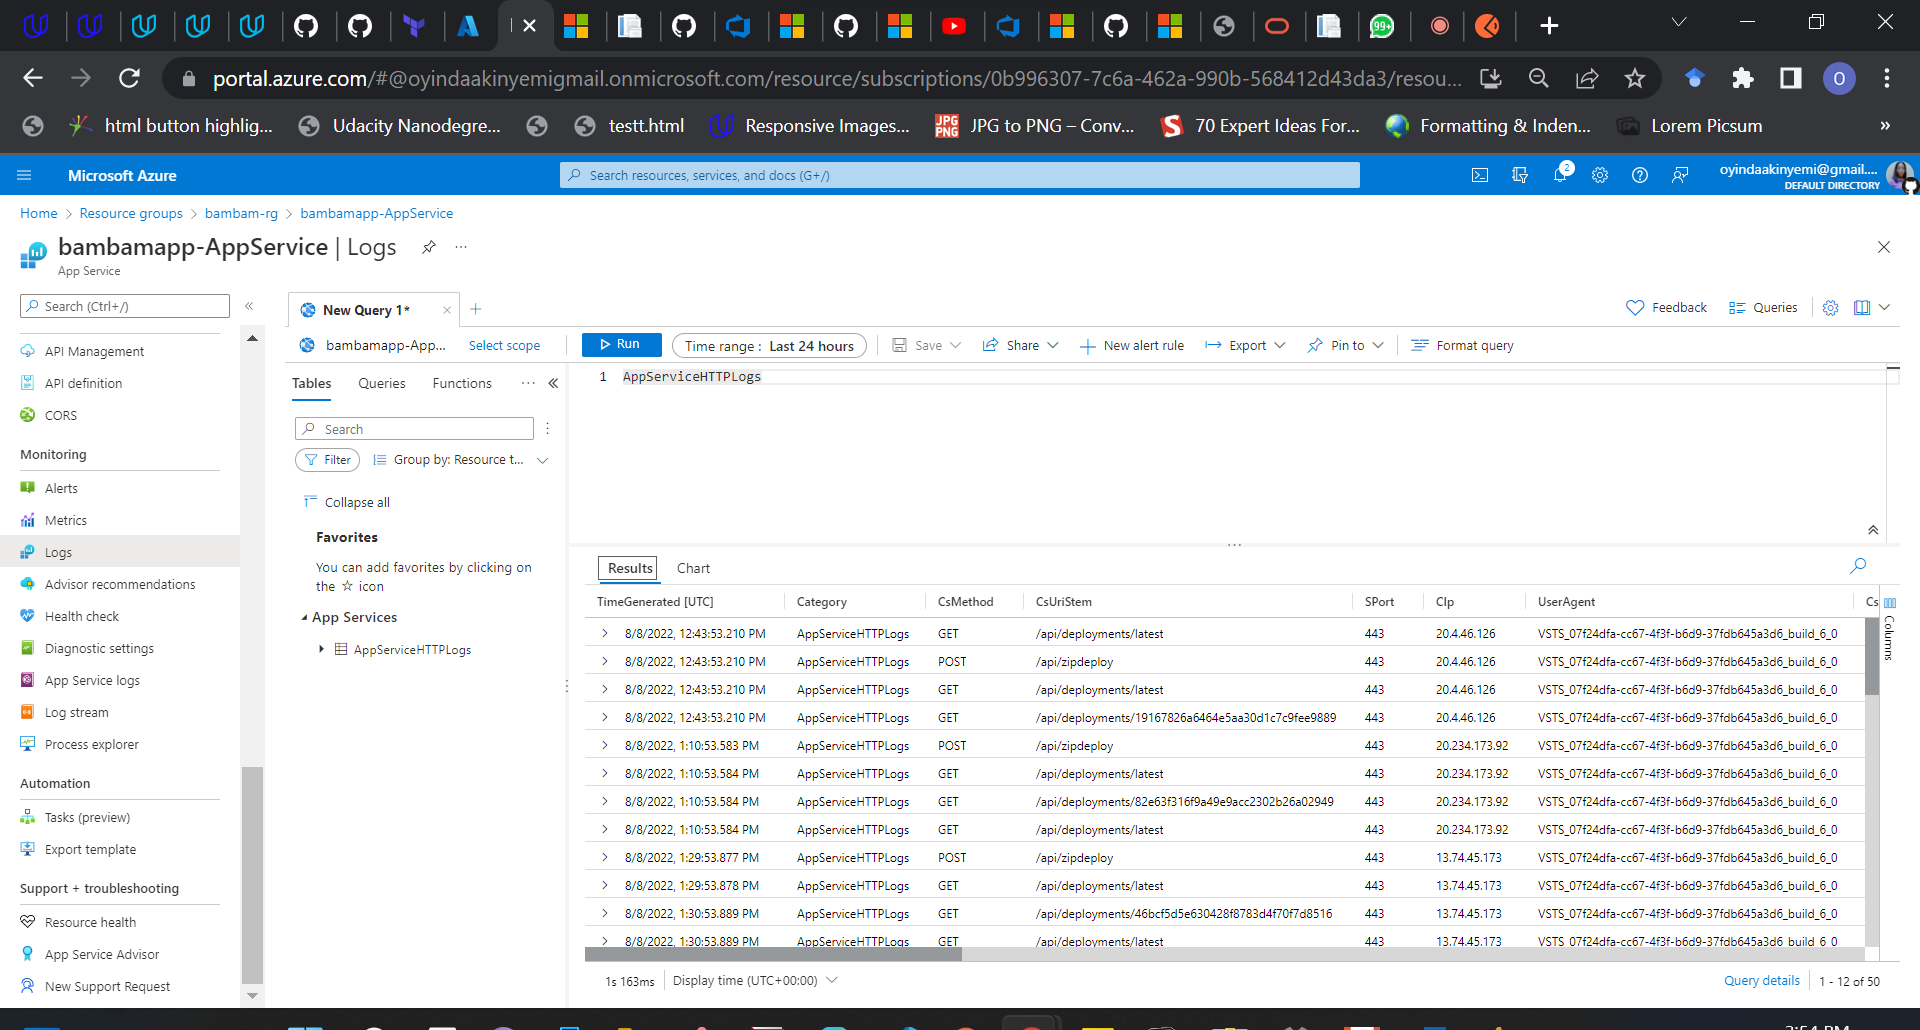 portal.azure.com/#@oyindaakinyemigmail.onmicrosoft.com/resource/subscriptions/0b996307-7c6a-462a-990b-568412d43da3/resou...
html button highlig... Udacity Nanodegre... testt.html Responsive Images... JPG to PNG – Conv... 70 Expert Ideas For... Formatting & Inden... Lorem Picsum »
Microsoft Azure
Search resources, services, and docs (G+/)
2
oyindaakinyemi@gmail....
DEFAULT DIRECTORY
Home > Resource groups > bambam-rg > bambamapp-AppService
bambamapp-AppService | Logs
App Service
Search (Ctrl+/)
API Management
API definition
CORS
Monitoring
Alerts
Metrics
Logs
Advisor recommendations
Health check
Diagnostic settings
App Service logs
Log stream
Process explorer
Automation
Tasks (preview)
Export template
Support + troubleshooting
Resource health
App Service Advisor
New Support Request
New Query 1*
Feedback Queries
bambamapp-App... Select scope
Run Time range : Last 24 hours Save Share New alert rule Export Pin to Format query
Tables Queries Functions
Search
Filter Group by: Resource t...
Collapse all
Favorites
You can add favorites by clicking on
the ☆ icon
App Services
AppServiceHTTPLogs
1 AppServiceHTTPLogs
Results Chart
TimeGenerated [UTC] Category CsMethod CsUriStem SPort CIp UserAgent Cs
Columns
8/8/2022, 12:43:53.210 PM AppServiceHTTPLogs GET /api/deployments/latest 443 20.4.46.126 VSTS_07f24dfa-cc67-4f3f-b6d9-37fdb645a3d6_build_6_0
8/8/2022, 12:43:53.210 PM AppServiceHTTPLogs POST /api/zipdeploy 443 20.4.46.126 VSTS_07f24dfa-cc67-4f3f-b6d9-37fdb645a3d6_build_6_0
8/8/2022, 12:43:53.210 PM AppServiceHTTPLogs GET /api/deployments/latest 443 20.4.46.126 VSTS_07f24dfa-cc67-4f3f-b6d9-37fdb645a3d6_build_6_0
8/8/2022, 12:43:53.210 PM AppServiceHTTPLogs GET /api/deployments/19167826a6464e5aa30d1c7c9fee9889 443 20.4.46.126 VSTS_07f24dfa-cc67-4f3f-b6d9-37fdb645a3d6_build_6_0
8/8/2022, 1:10:53.583 PM AppServiceHTTPLogs POST /api/zipdeploy 443 20.234.173.92 VSTS_07f24dfa-cc67-4f3f-b6d9-37fdb645a3d6_build_6_0
8/8/2022, 1:10:53.584 PM AppServiceHTTPLogs GET /api/deployments/latest 443 20.234.173.92 VSTS_07f24dfa-cc67-4f3f-b6d9-37fdb645a3d6_build_6_0
8/8/2022, 1:10:53.584 PM AppServiceHTTPLogs GET /api/deployments/82e63f316f9a49e9acc2302b26a02949 443 20.234.173.92 VSTS_07f24dfa-cc67-4f3f-b6d9-37fdb645a3d6_build_6_0
8/8/2022, 1:10:53.584 PM AppServiceHTTPLogs GET /api/deployments/latest 443 20.234.173.92 VSTS_07f24dfa-cc67-4f3f-b6d9-37fdb645a3d6_build_6_0
8/8/2022, 1:29:53.877 PM AppServiceHTTPLogs POST /api/zipdeploy 443 13.74.45.173 VSTS_07f24dfa-cc67-4f3f-b6d9-37fdb645a3d6_build_6_0
8/8/2022, 1:29:53.878 PM AppServiceHTTPLogs GET /api/deployments/latest 443 13.74.45.173 VSTS_07f24dfa-cc67-4f3f-b6d9-37fdb645a3d6_build_6_0
8/8/2022, 1:30:53.889 PM AppServiceHTTPLogs GET /api/deployments/46bcf5d5e630428f8783d4f70f7d8516 443 13.74.45.173 VSTS_07f24dfa-cc67-4f3f-b6d9-37fdb645a3d6_build_6_0
8/8/2022, 1:30:53.889 PM AppServiceHTTPLogs GET /api/deployments/latest 443 13.74.45.173 VSTS_07f24dfa-cc67-4f3f-b6d9-37fdb645a3d6_build_6_0
1s 163ms Display time (UTC+00:00) Query details 1 - 12 of 50